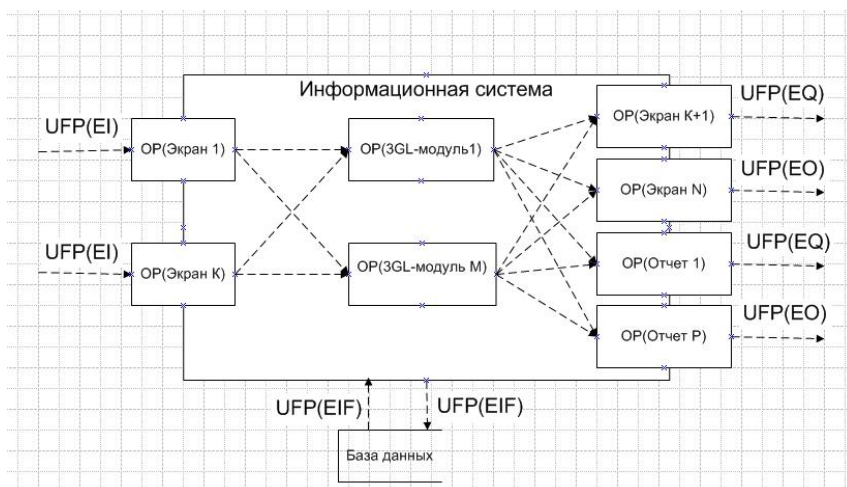 Информационная система
UFP(EI)
OP(Экран 1)
OP(3GL-модуль1)
OP(Экран К+1)
UFP(EQ)
OP(Экран N)
UFP(EO)
UFP(EI)
OP(Экран К)
OP(3GL-модуль M)
OP(Отчет 1)
UFP(EQ)
OP(Отчет P)
UFP(EO)
UFP(EIF)
UFP(EIF)
База данных